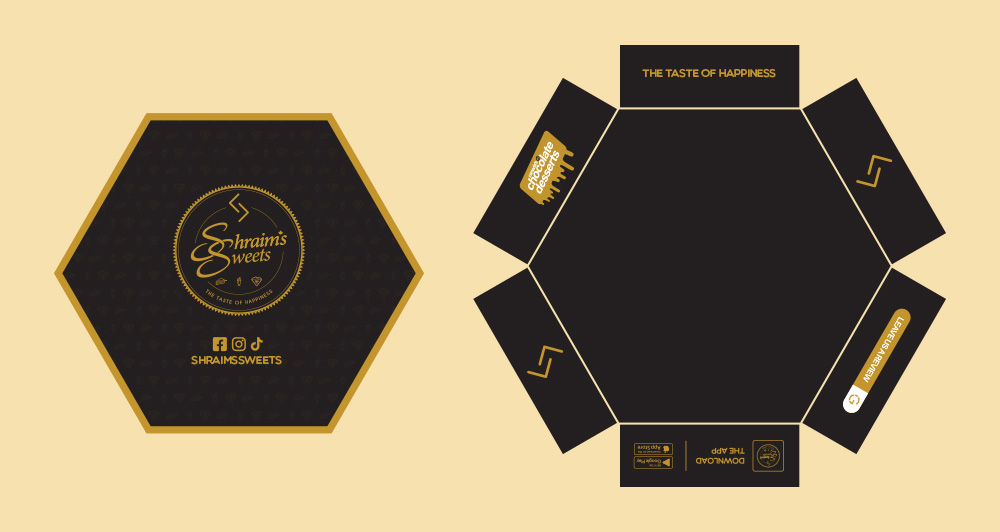 Shraim's
Sweets
THE TASTE OF HAPPINESS
SHRAIMSSWEETS
THE TASTE OF HAPPINESS
chocolate
desserts
LEAVE US A REVIEW
G
DOWNLOAD
THE APP
Google Play
App Store